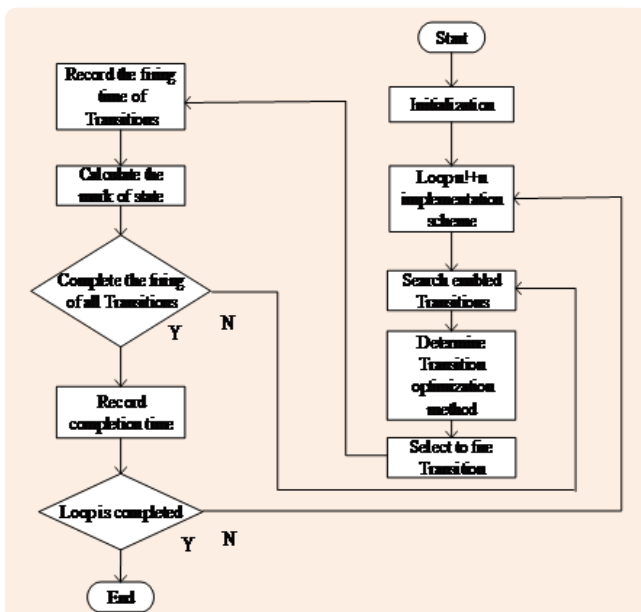 Start
Initialization
Loop n!+n
implementation
scheme
Search enabled
Transitions
Determine
Transition
optimization
method
Select to fire
Transition
Record the firing
time of
Transitions
Calculate the
mark of state
Complete the firing
of all Transitions
Y N
Record
completion time
Loop is completed
Y N
End